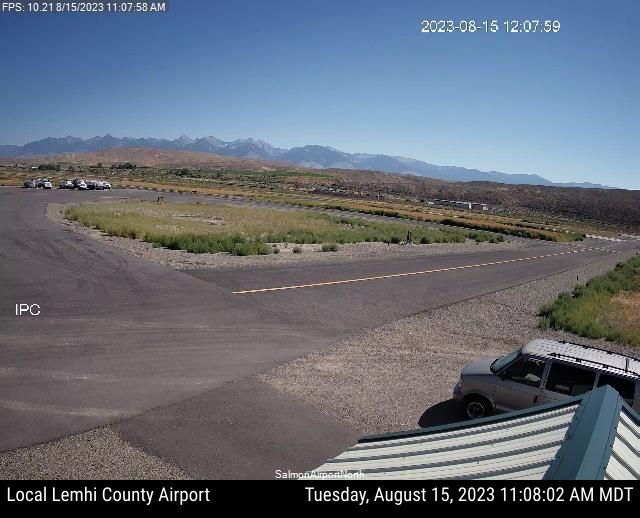 FPS: 10.21 8/15/2023 11:07:58 AM
2023-08-15 12:07:59
IPC
SalmonAirportNorth
Local Lemhi County Airport Tuesday, August 15, 2023 11:08:02 AM MDT